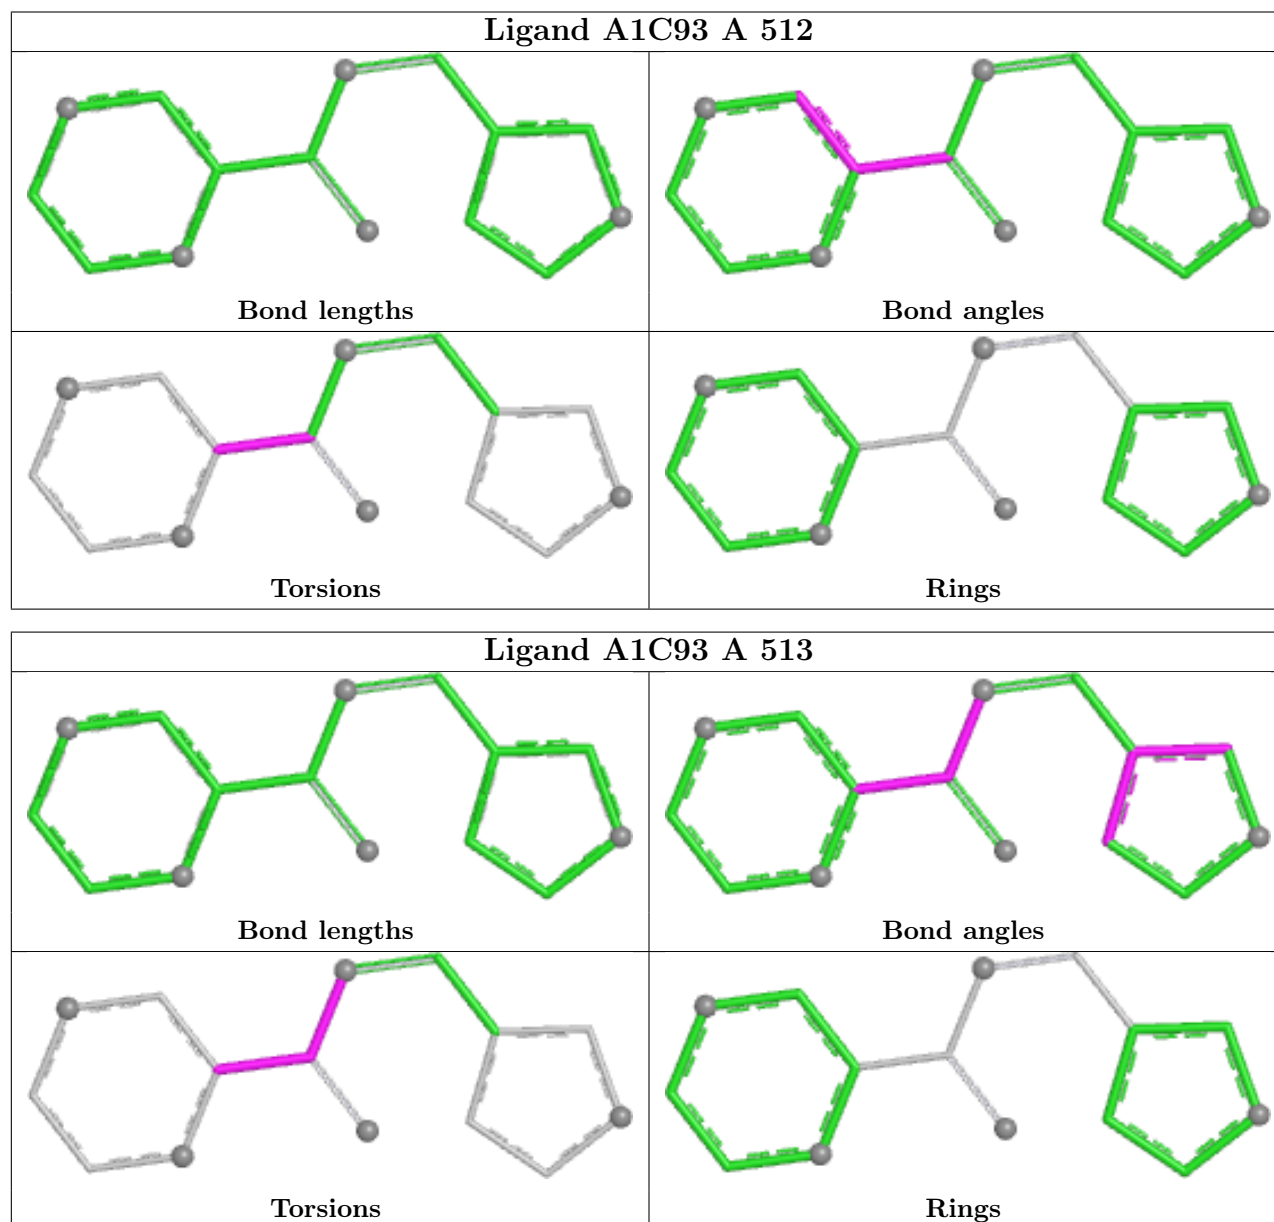 Ligand A1C93 A 512
Bond lengths
Bond angles
Torsions
Rings
Ligand A1C93 A 513
Bond lengths
Bond angles
Torsions
Rings